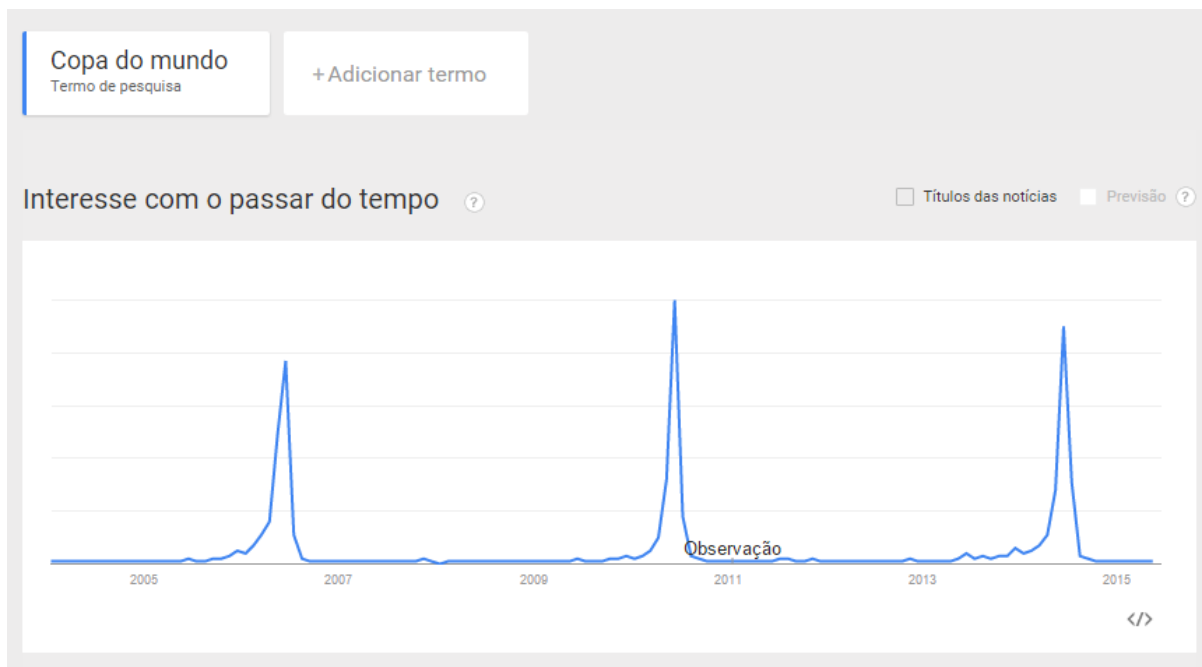 Copa do mundo
Termo de pesquisa
+Adicionar termo
Interesse com o passar do tempo ?
Títulos das notícias
Previsão ?
Observação
2005 2007 2009 2011 2013 2015
</>